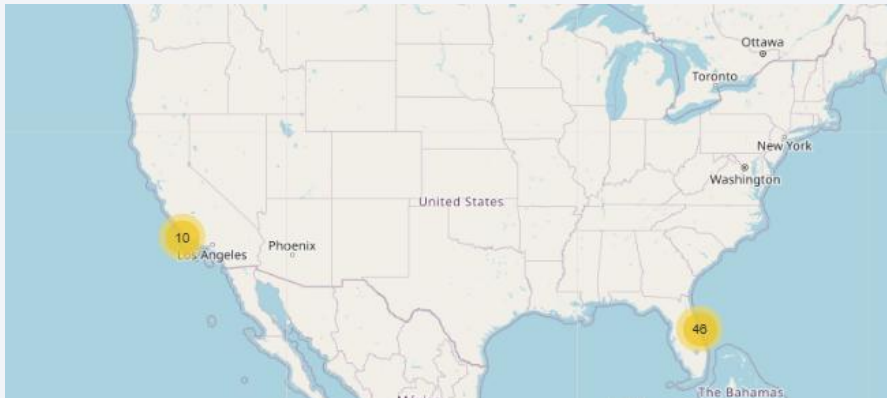 Ottawa
Toronto
New York
Washington
United States
10
Los Angeles
Phoenix
46
The Bahamas